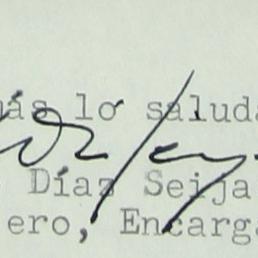 más lo saluda
Díaz Seija
ero, Encarga